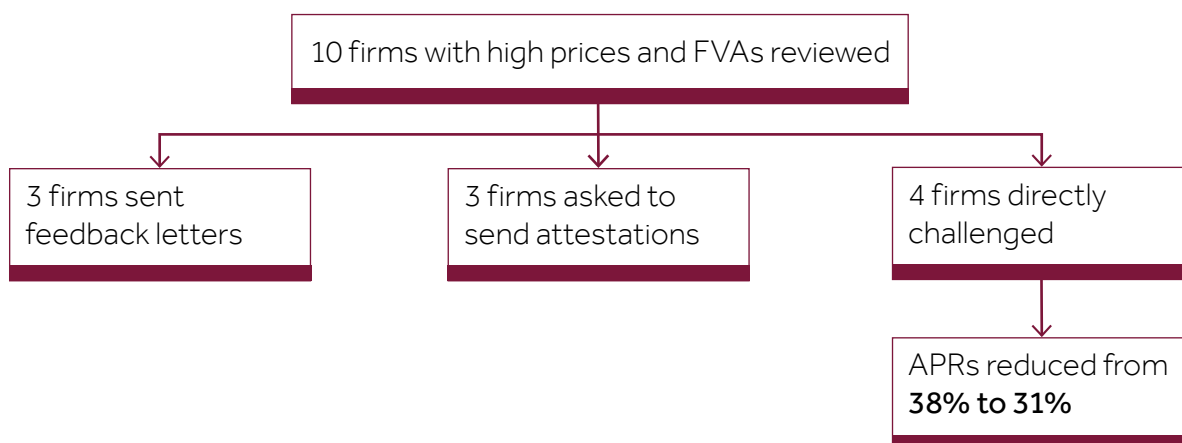 10 firms with high prices and FVAs reviewed
3 firms sent
feedback letters
3 firms asked to
send attestations
4 firms directly
challenged
APRs reduced from
38% to 31%